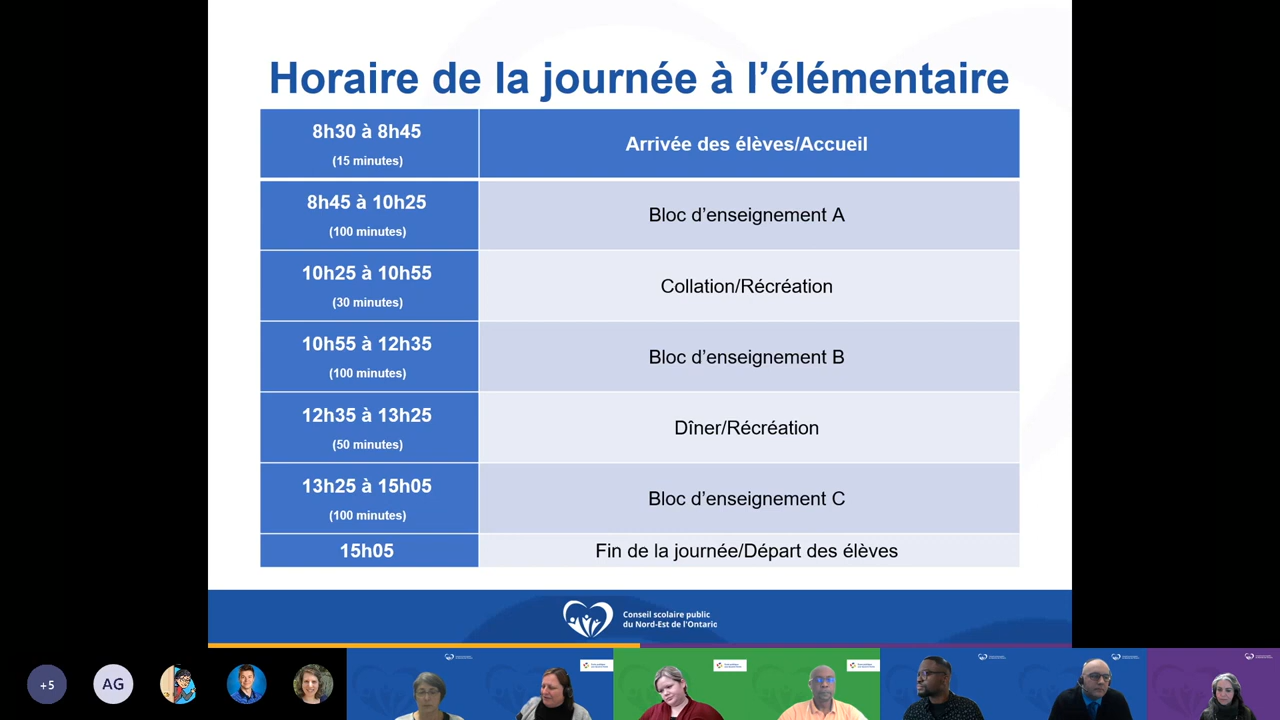 Horaire de la journée à l’élémentaire
8h30 à 8h45
(15 minutes)
Arrivée des élèves/Accueil
8h45 à 10h25
(100 minutes)
Bloc d’enseignement A
10h25 à 10h55
(30 minutes)
Collation/Récréation
10h55 à 12h35
(100 minutes)
Bloc d’enseignement B
12h35 à 13h25
(50 minutes)
Dîner/Récréation
13h25 à 15h05
(100 minutes)
Bloc d’enseignement C
15h05
Fin de la journée/Départ des élèves
Conseil scolaire public
du Nord-Est de l’Ontario
+5
AG